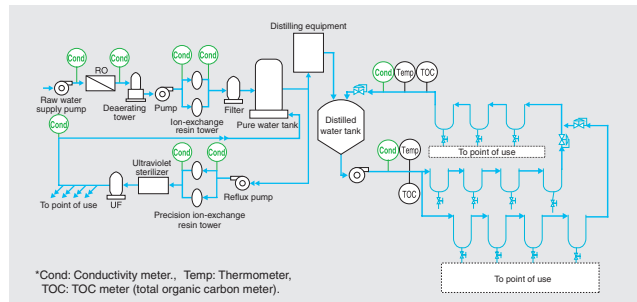 Distilling equipment
Cond
Cond
Cond
Cond
RO
Raw water
supply pump
Deaerating
tower
Pump
Ion-exchange
resin tower
Filter
Pure water tank
Cond
Temp
TOC
Distilled
water tank
To point of use
Cond
Cond
Cond
Ultraviolet
sterilizer
To point of use
UF
Precision ion-exchange
resin tower
Reflux pump
Cond
Temp
TOC
To point of use
*Cond: Conductivity meter., Temp: Thermometer,
TOC: TOC meter (total organic carbon meter).